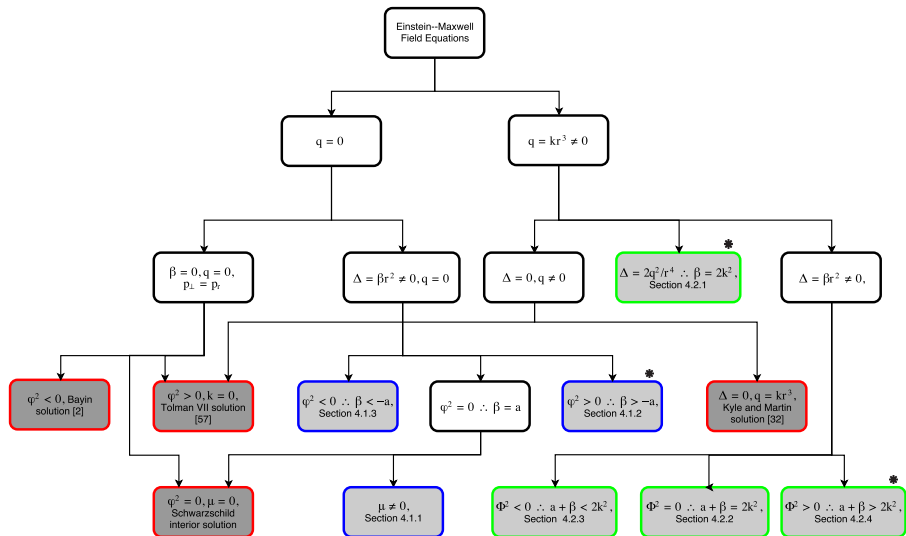 Einstein--Maxwell
Field Equations
q = 0
q = kr³ ≠ 0
β = 0, q = 0,
p⊥ = pᵣ
Δ = βr² ≠ 0, q = 0
Δ = 0, q ≠ 0
⁕
Δ = 2q²/r⁴ ∴ β = 2k²,
Section 4.2.1
Δ = βr² ≠ 0,
φ² < 0, Bayin
solution [2]
φ² > 0, k = 0,
Tolman VII solution
[57]
φ² < 0 ∴ β < −a,
Section 4.1.3
φ² = 0 ∴ β = a
⁕
φ² > 0 ∴ β > −a,
Section 4.1.2
Δ = 0, q = kr³,
Kyle and Martin
solution [32]
φ² = 0, μ = 0,
Schwarzschild
interior solution
μ ≠ 0,
Section 4.1.1
Φ² < 0 ∴ a + β < 2k²,
Section 4.2.3
Φ² = 0 ∴ a + β = 2k²,
Section 4.2.2
⁕
Φ² > 0 ∴ a + β > 2k²,
Section 4.2.4